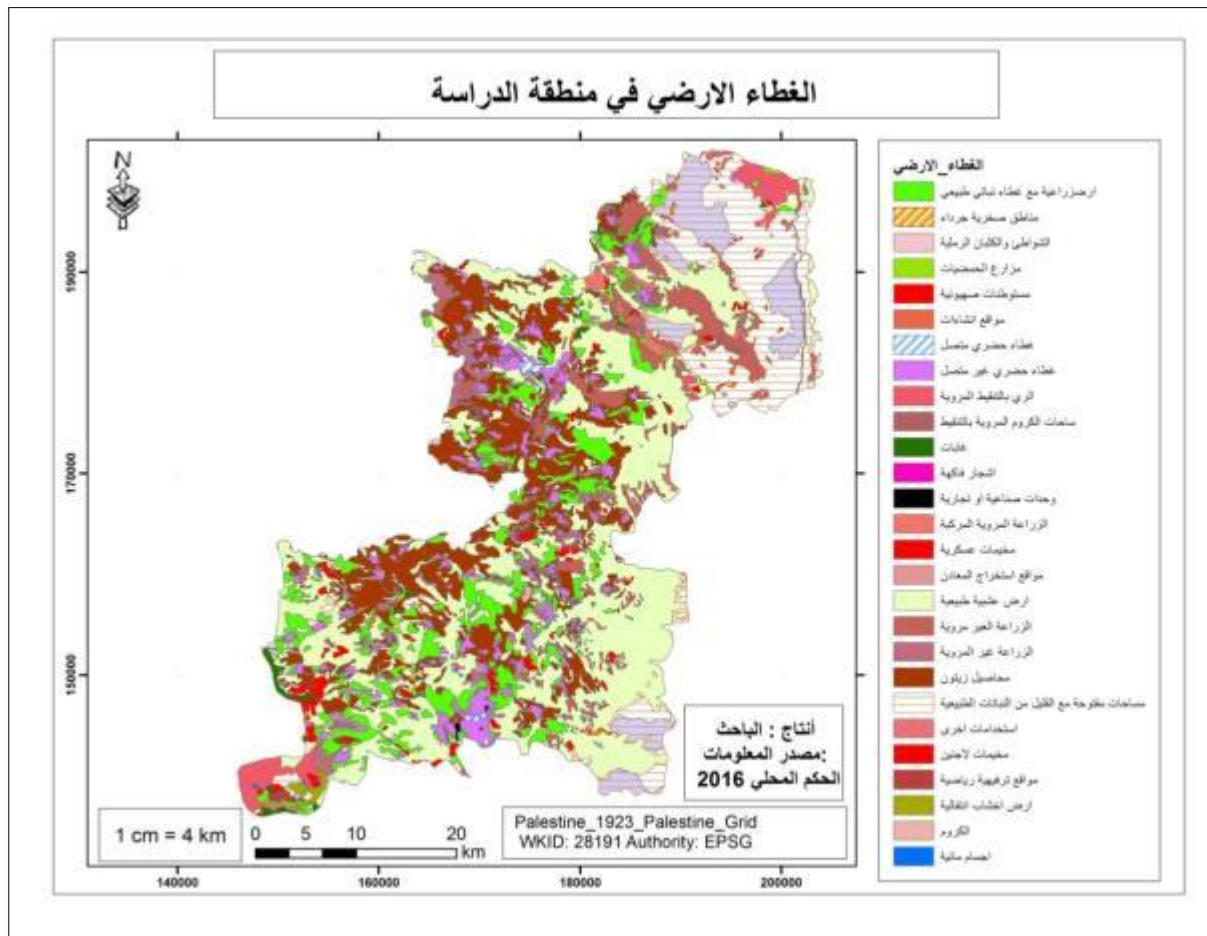 الغطاء الارضي في منطقة الدراسة
N
190000
170000
150000
140000
160000
180000
200000
أنتاج : الباحث
مصدر المعلومات:
الحكم المحلي 2016
1 cm = 4 km
0 5 10 20
km
Palestine_1923_Palestine_Grid
WKID: 28191 Authority: EPSG
الغطاء_الارضي
ارضزراعية مع غطاء نباتي طبيعي
مناطق صخرية جرداء
الشواطئ والكثبان الرملية
مزارع الحمضيات
مستوطنات صهيونية
مواقع انشاءات
غطاء حضري متصل
غطاء حضري غير متصل
الري بالتنقيط المروية
ساحات الكروم المروية بالتنقيط
غابات
اشجار فاكهة
وحدات صناعية او تجارية
الزراعة المروية المركبة
مخيمات عسكرية
مواقع استخراج المعادن
ارض عشبية طبيعية
الزراعة الغير مروية
الزراعة غير المروية
محاصيل زيتون
مساحات مفتوحة مع القليل من النباتات الطبيعية
استخدامات اخرى
مخيمات لاجئين
مواقع ترفيهية رياضية
ارض اخشاب انتقالية
الكروم
اجسام مائية